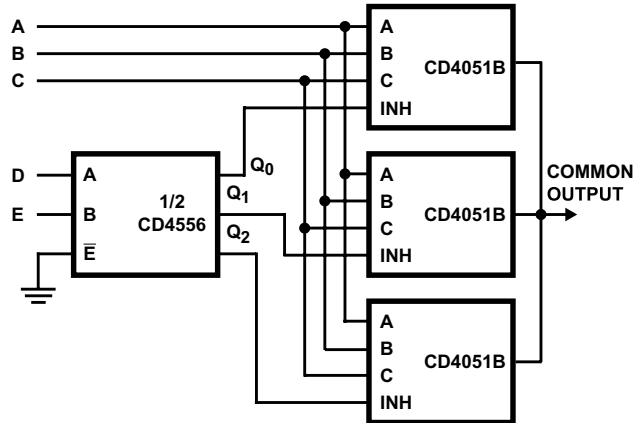 A
B
C
A
B
C
INH
CD4051B
D
E
A
B
E̅
1/2
CD4556
Q0
Q1
Q2
A
B
C
INH
CD4051B
COMMON
OUTPUT
A
B
C
INH
CD4051B